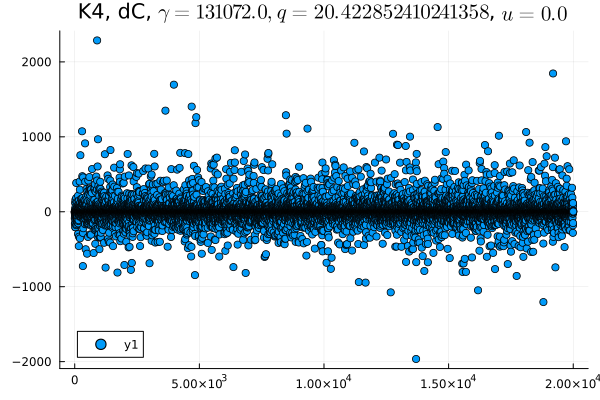 K4, dC, γ = 131072.0, q = 20.422852410241358, u = 0.0
2000
1000
0
−1000
−2000
y1
0 5.00×10³ 1.00×10⁴ 1.50×10⁴ 2.00×10⁴